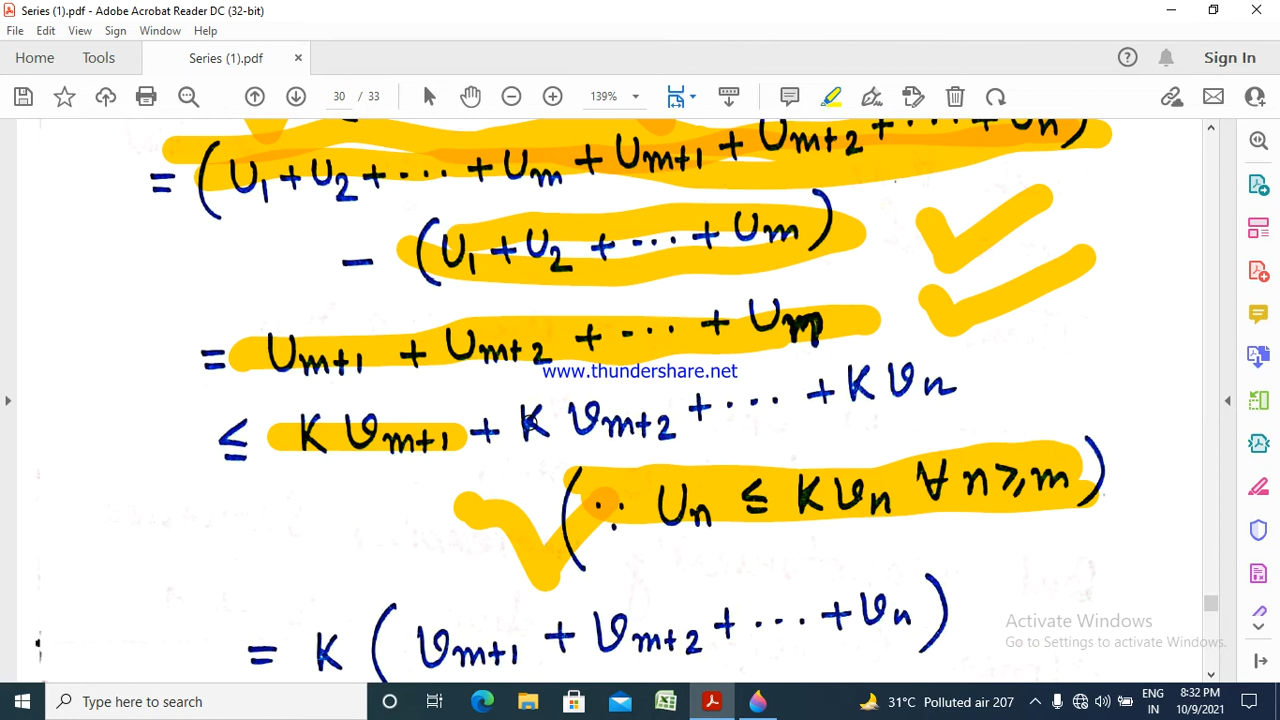 Series (1).pdf - Adobe Acrobat Reader DC (32-bit)
File Edit View Sign Window Help
Home Tools Series (1).pdf × Sign In
30 / 33 139%
= (U₁ + U₂ + ... + Uₘ + Uₘ₊₁ + Uₘ₊₂ + ... + Uₙ)
- (U₁ + U₂ + ... + Uₘ)
= Uₘ₊₁ + Uₘ₊₂ + ... + Uₙ
www.thundershare.net
≤ K vₘ₊₁ + K vₘ₊₂ + ... + K vₙ
(∵ Uₙ ≤ K vₙ ∀ n ≥ m)
= K (vₘ₊₁ + vₘ₊₂ + ... + vₙ)
Activate Windows
Go to Settings to activate Windows.
Type here to search
31°C Polluted air 207
ENG
IN
8:32 PM
10/9/2021